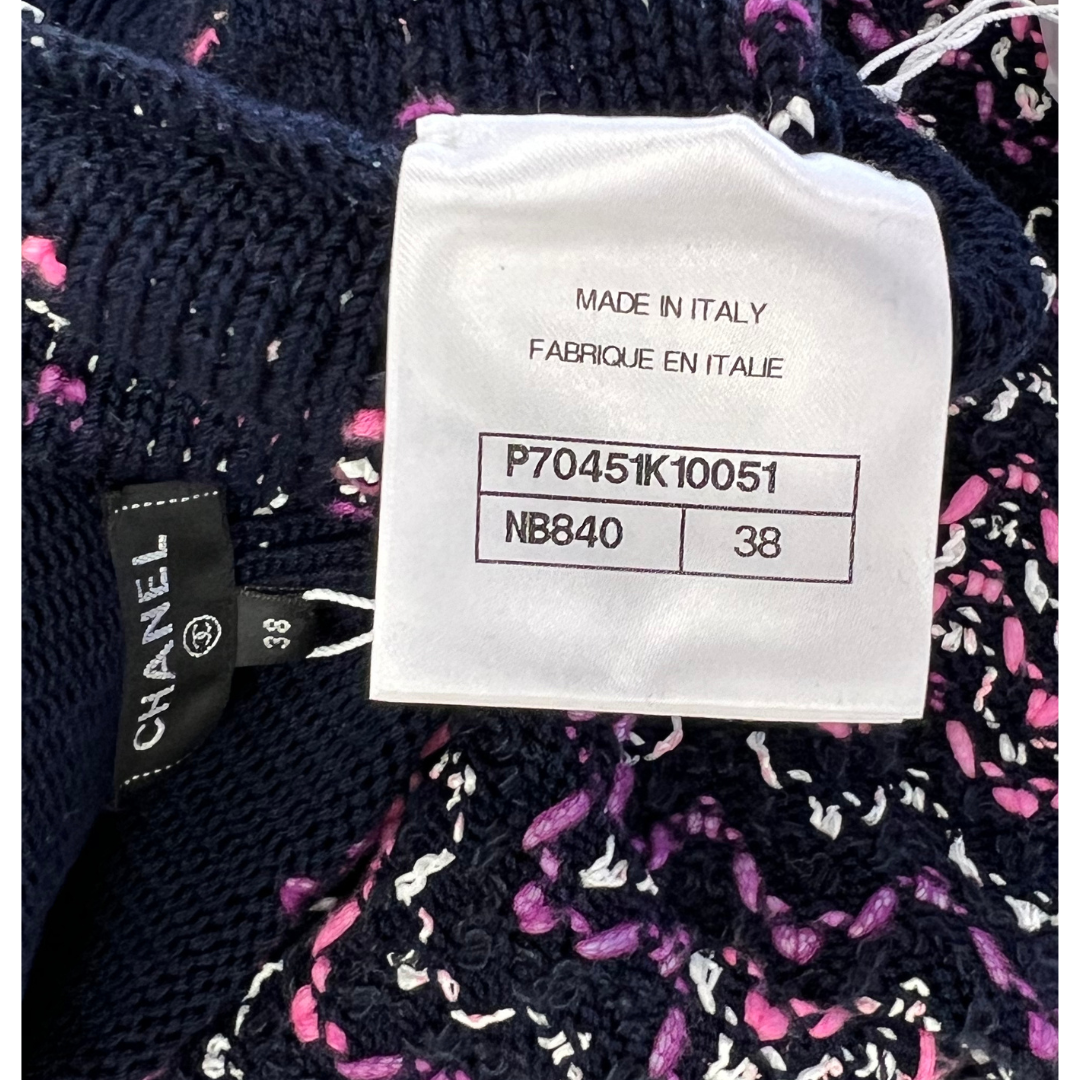 MADE IN ITALY
FABRIQUE EN ITALIE
P70451K10051
NB840 38
CHANEL
38